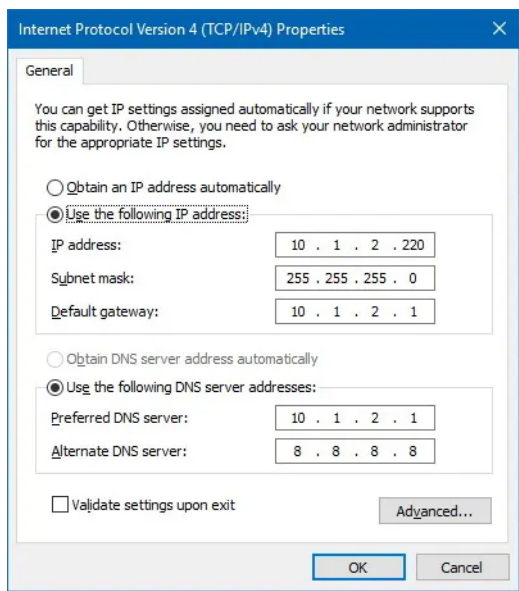 Internet Protocol Version 4 (TCP/IPv4) Properties
General
You can get IP settings assigned automatically if your network supports
this capability. Otherwise, you need to ask your network administrator
for the appropriate IP settings.
Obtain an IP address automatically
Use the following IP address:
IP address: 10 . 1 . 2 . 220
Subnet mask: 255 . 255 . 255 . 0
Default gateway: 10 . 1 . 2 . 1
Obtain DNS server address automatically
Use the following DNS server addresses:
Preferred DNS server: 10 . 1 . 2 . 1
Alternate DNS server: 8 . 8 . 8 . 8
Validate settings upon exit
Advanced...
OK Cancel